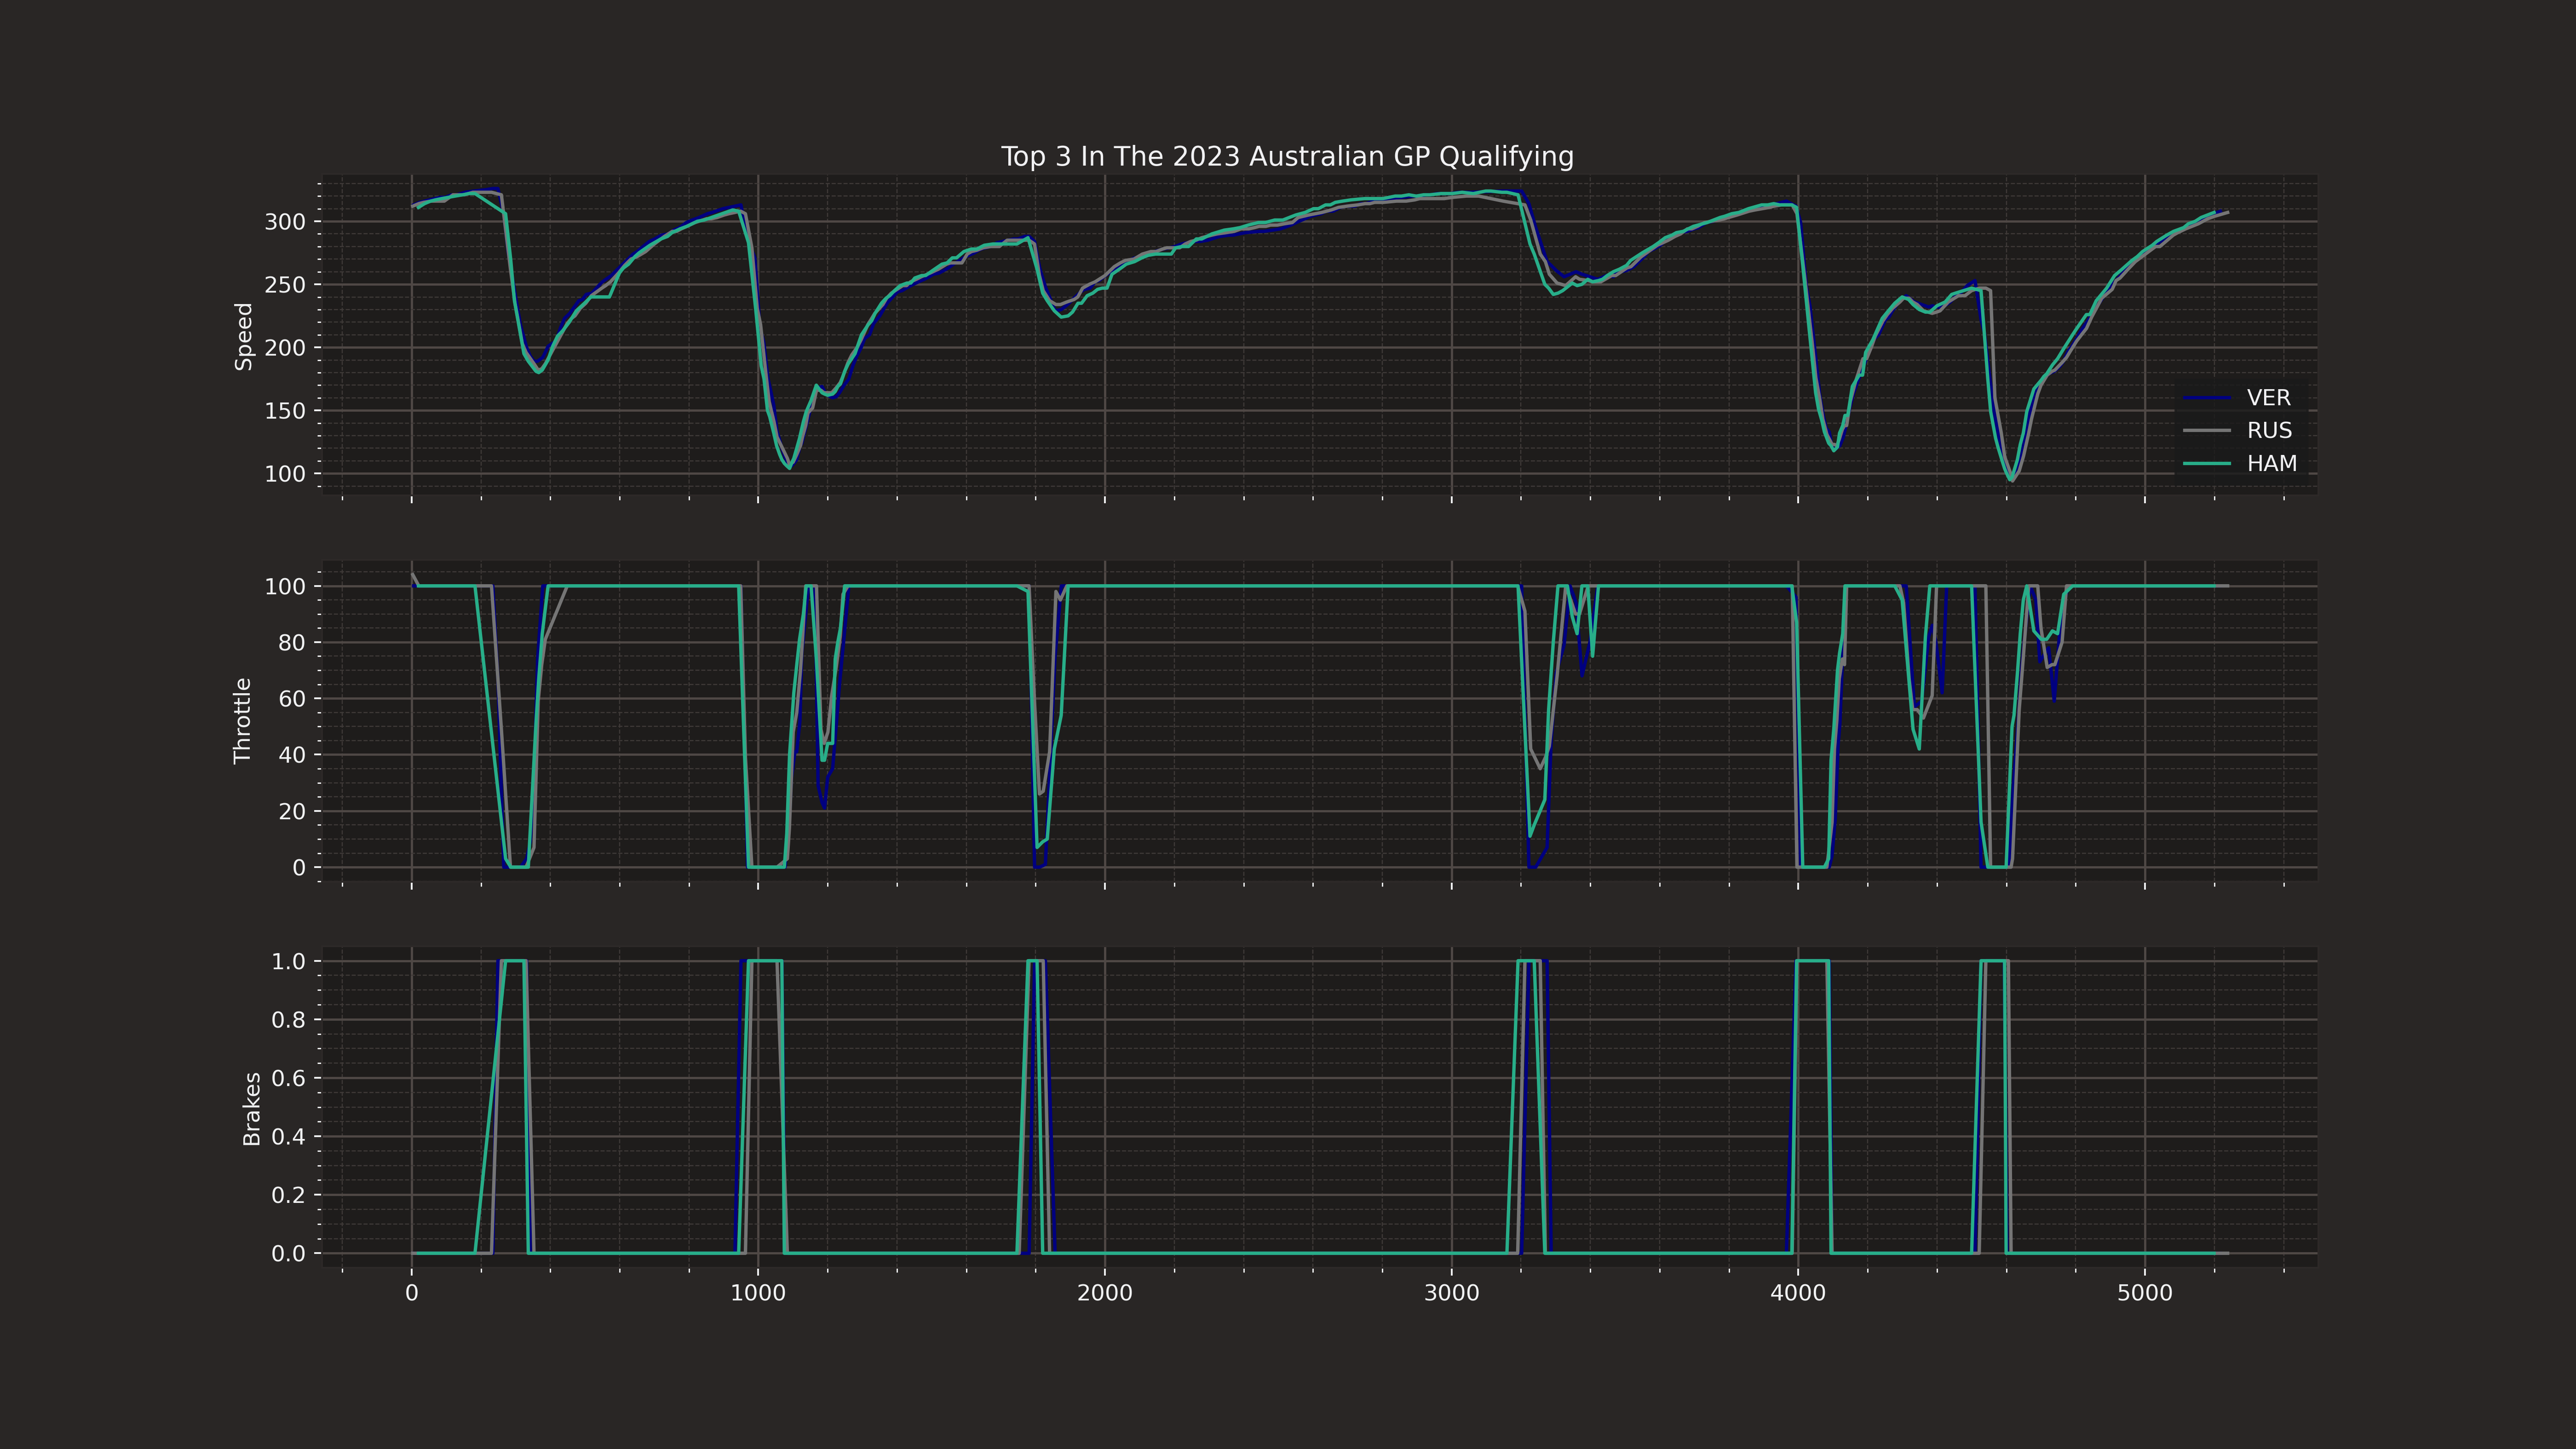 Top 3 In The 2023 Australian GP Qualifying
Speed
300
250
200
150
100
VER
RUS
HAM
Throttle
100
80
60
40
20
0
Brakes
1.0
0.8
0.6
0.4
0.2
0.0
0 1000 2000 3000 4000 5000